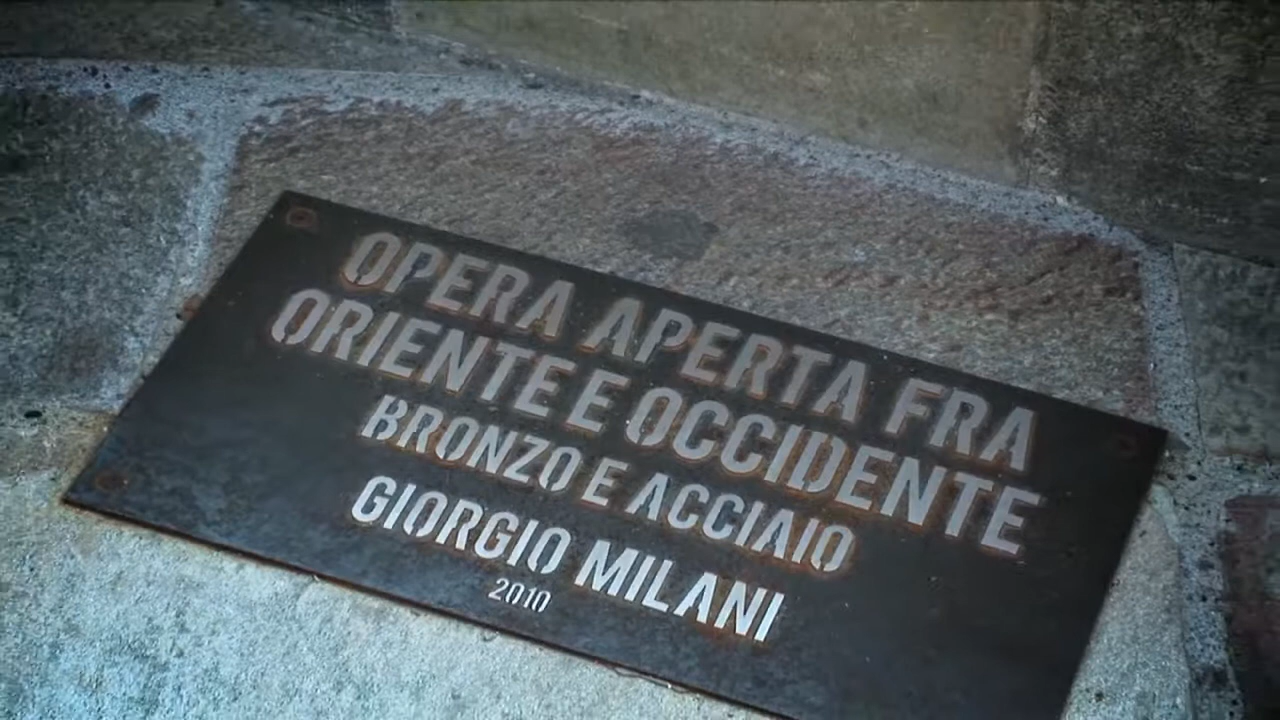 OPERA APERTA FRA
ORIENTE E OCCIDENTE
BRONZO E ACCIAIO
GIORGIO MILANI
2010